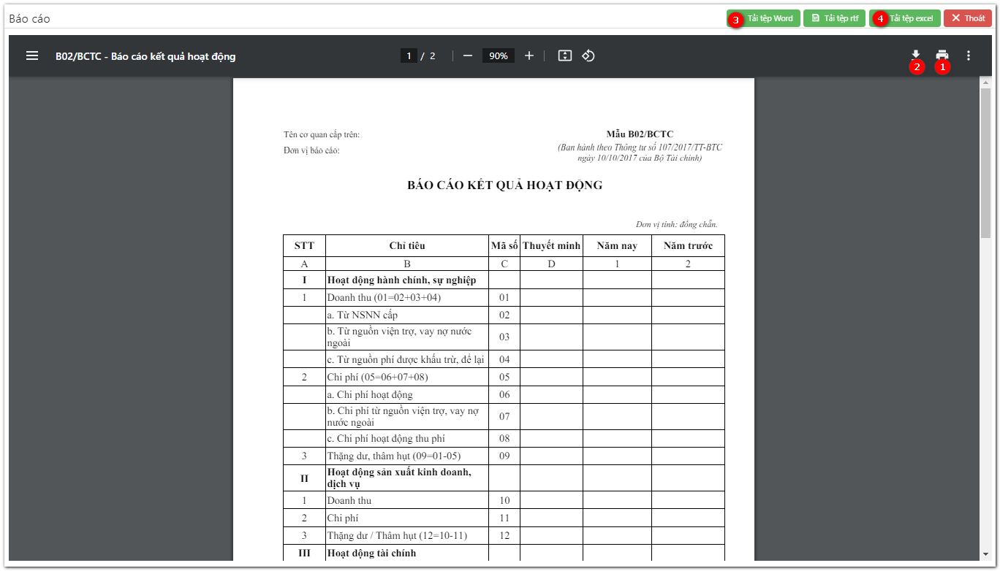 Báo cáo
3 Tải tệp Word
Tải tệp rtf
4 Tải tệp excel
Thoát
B02/BCTC - Báo cáo kết quả hoạt động
1 / 2
90%
2
1
Tên cơ quan cấp trên:
Mẫu B02/BCTC
Đơn vị báo cáo:
(Ban hành theo Thông tư số 107/2017/TT-BTC
ngày 10/10/2017 của Bộ Tài chính)
BÁO CÁO KẾT QUẢ HOẠT ĐỘNG
Đơn vị tính: đồng chẵn.
STT Chỉ tiêu Mã số Thuyết minh Năm nay Năm trước
A B C D 1 2
I Hoạt động hành chính, sự nghiệp
1 Doanh thu (01=02+03+04) 01
a. Từ NSNN cấp 02
b. Từ nguồn viện trợ, vay nợ nước
ngoài 03
c. Từ nguồn phí được khấu trừ, để lại 04
2 Chi phí (05=06+07+08) 05
a. Chi phí hoạt động 06
b. Chi phí từ nguồn viện trợ, vay nợ
nước ngoài 07
c. Chi phí hoạt động thu phí 08
3 Thặng dư, thâm hụt (09=01-05) 09
II Hoạt động sản xuất kinh doanh,
dịch vụ
1 Doanh thu 10
2 Chi phí 11
3 Thặng dư / Thâm hụt (12=10-11) 12
III Hoạt động tài chính